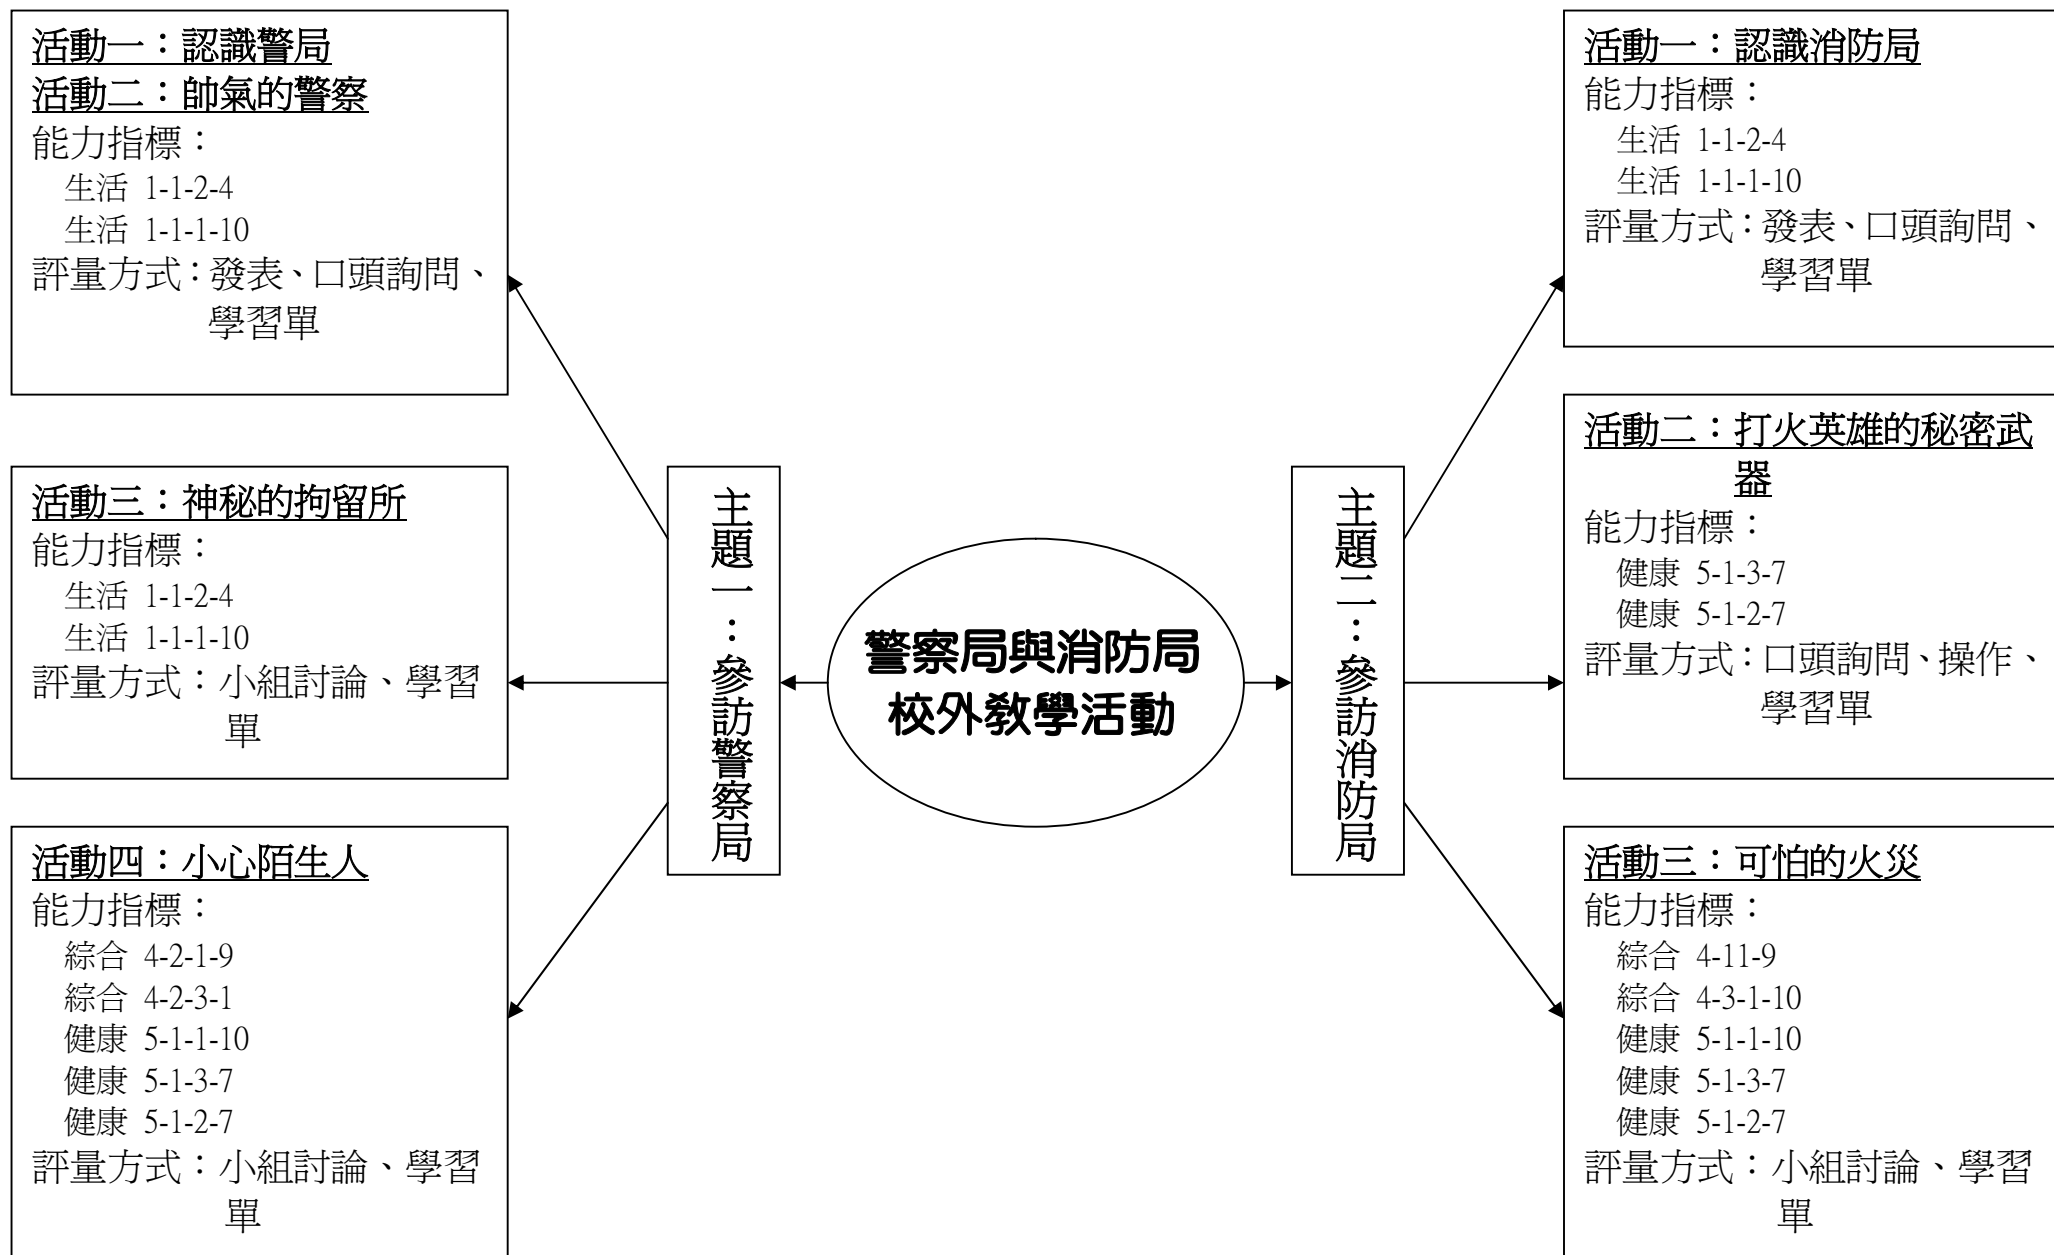 活動一：認識警局
活動二：帥氣的警察
能力指標：
生活 1-1-2-4
生活 1-1-1-10
評量方式：發表、口頭詢問、
學習單
活動三：神秘的拘留所
能力指標：
生活 1-1-2-4
生活 1-1-1-10
評量方式：小組討論、學習
單
活動四：小心陌生人
能力指標：
綜合 4-2-1-9
綜合 4-2-3-1
健康 5-1-1-10
健康 5-1-3-7
健康 5-1-2-7
評量方式：小組討論、學習
單
主題一：參訪警察局
警察局與消防局
校外教學活動
主題二：參訪消防局
活動一：認識消防局
能力指標：
生活 1-1-2-4
生活 1-1-1-10
評量方式：發表、口頭詢問、
學習單
活動二：打火英雄的秘密武
器
能力指標：
健康 5-1-3-7
健康 5-1-2-7
評量方式：口頭詢問、操作、
學習單
活動三：可怕的火災
能力指標：
綜合 4-11-9
綜合 4-3-1-10
健康 5-1-1-10
健康 5-1-3-7
健康 5-1-2-7
評量方式：小組討論、學習
單